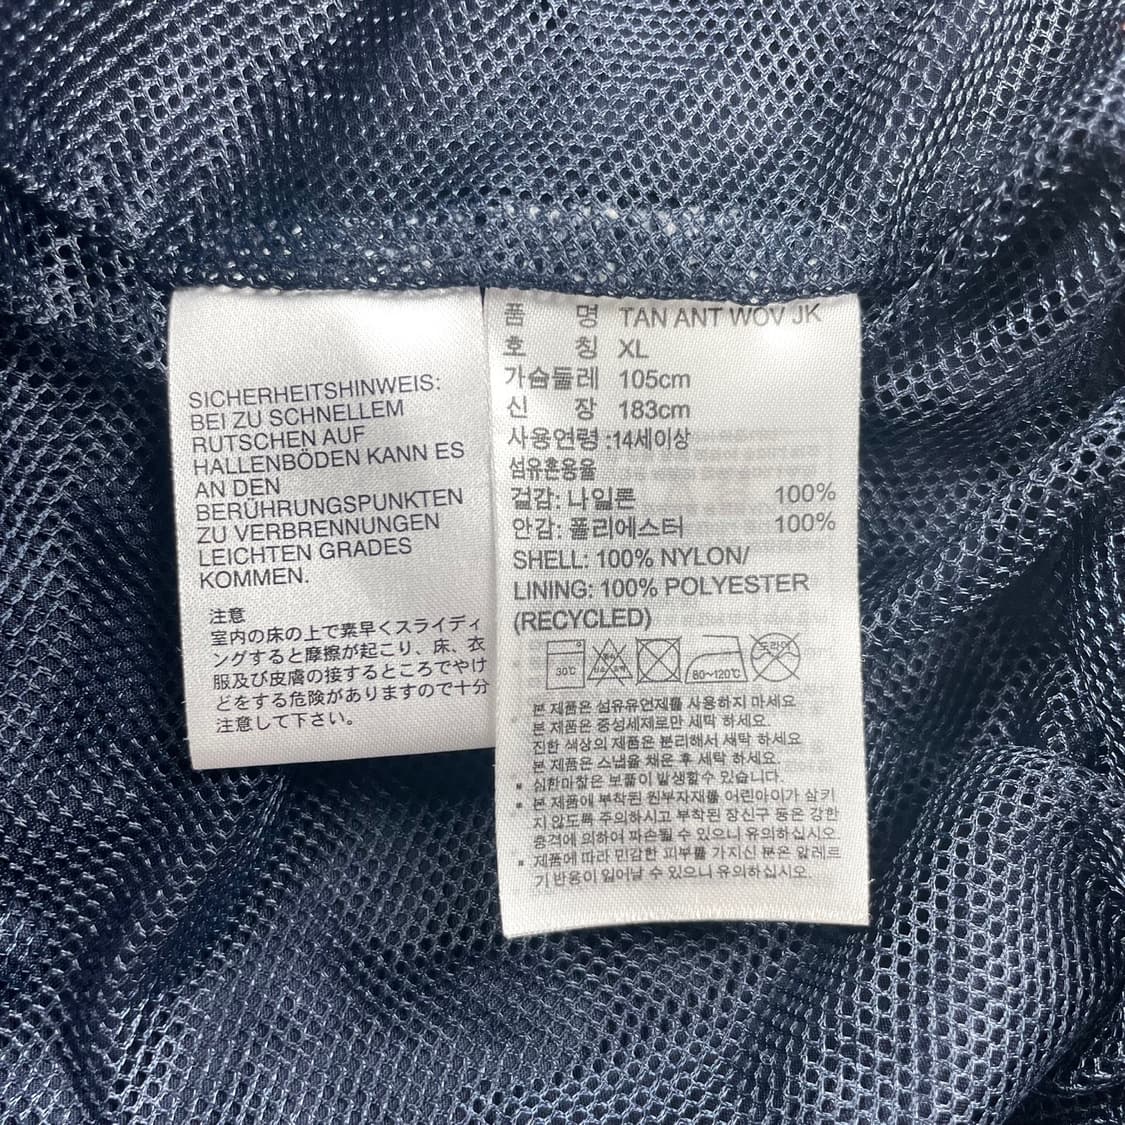 SICHERHEITSHINWEIS:
BEI ZU SCHNELLEM
RUTSCHEN AUF
HALLENBÖDEN KANN ES
AN DEN
BERÜHRUNGSPUNKTEN
ZU VERBRENNUNGEN
LEICHTEN GRADES
KOMMEN.
注意
室内の床の上で素早くスライディ
ングすると摩擦が起こり、床、衣
服及び皮膚の接するところでやけ
どをする危険がありますので十分
注意して下さい。
품 명 TAN ANT WOV JK
호 칭 XL
가슴둘레 105cm
신 장 183cm
사용연령 :14세이상
섬유혼용율
겉감: 나일론 100%
안감: 폴리에스터 100%
SHELL: 100% NYLON/
LINING: 100% POLYESTER
(RECYCLED)
30℃ 80~120℃ 드라이
본 제품은 섬유유연제를 사용하지 마세요
본 제품은 중성세제로만 세탁 하세요.
진한 색상의 제품은 분리해서 세탁 하세요
본 제품은 스냅을 채운 후 세탁 하세요.
▪ 심한마찰은 보풀이 발생할수 있습니다.
▪ 본 제품에 부착된 원부자재를 어린아이가 삼키
지 않도록 주의하시고 부착된 장신구 등은 강한
충격에 의하여 파손될 수 있으니 유의하십시오.
▪ 제품에 따라 민감한 피부를 가지신 분은 알레르
기 반응이 일어날 수 있으니 유의하십시오.